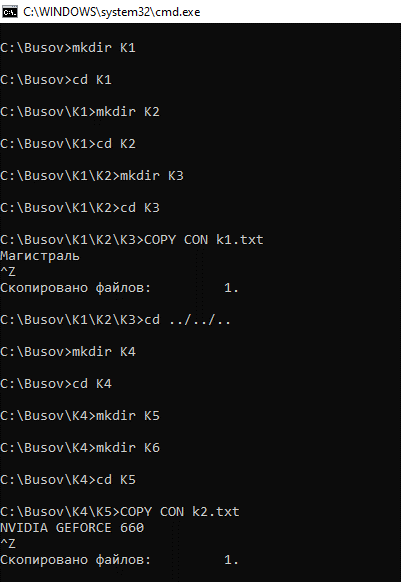 C:\WINDOWS\system32\cmd.exe
C:\Busov>mkdir K1
C:\Busov>cd K1
C:\Busov\K1>mkdir K2
C:\Busov\K1>cd K2
C:\Busov\K1\K2>mkdir K3
C:\Busov\K1\K2>cd K3
C:\Busov\K1\K2\K3>COPY CON k1.txt
Магистраль
^Z
Скопировано файлов:         1.
C:\Busov\K1\K2\K3>cd ../../..
C:\Busov>mkdir K4
C:\Busov>cd K4
C:\Busov\K4>mkdir K5
C:\Busov\K4>mkdir K6
C:\Busov\K4>cd K5
C:\Busov\K4\K5>COPY CON k2.txt
NVIDIA GEFORCE 660
^Z
Скопировано файлов:         1.